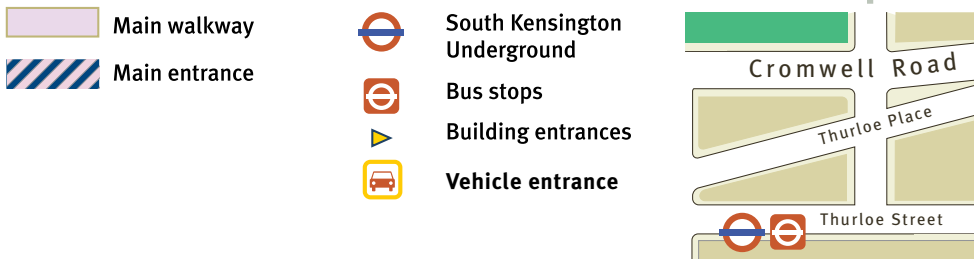 Main walkway
Main entrance
South Kensington
Underground
Bus stops
Building entrances
Vehicle entrance
Cromwell Road
Thurloe Place
Thurloe Street